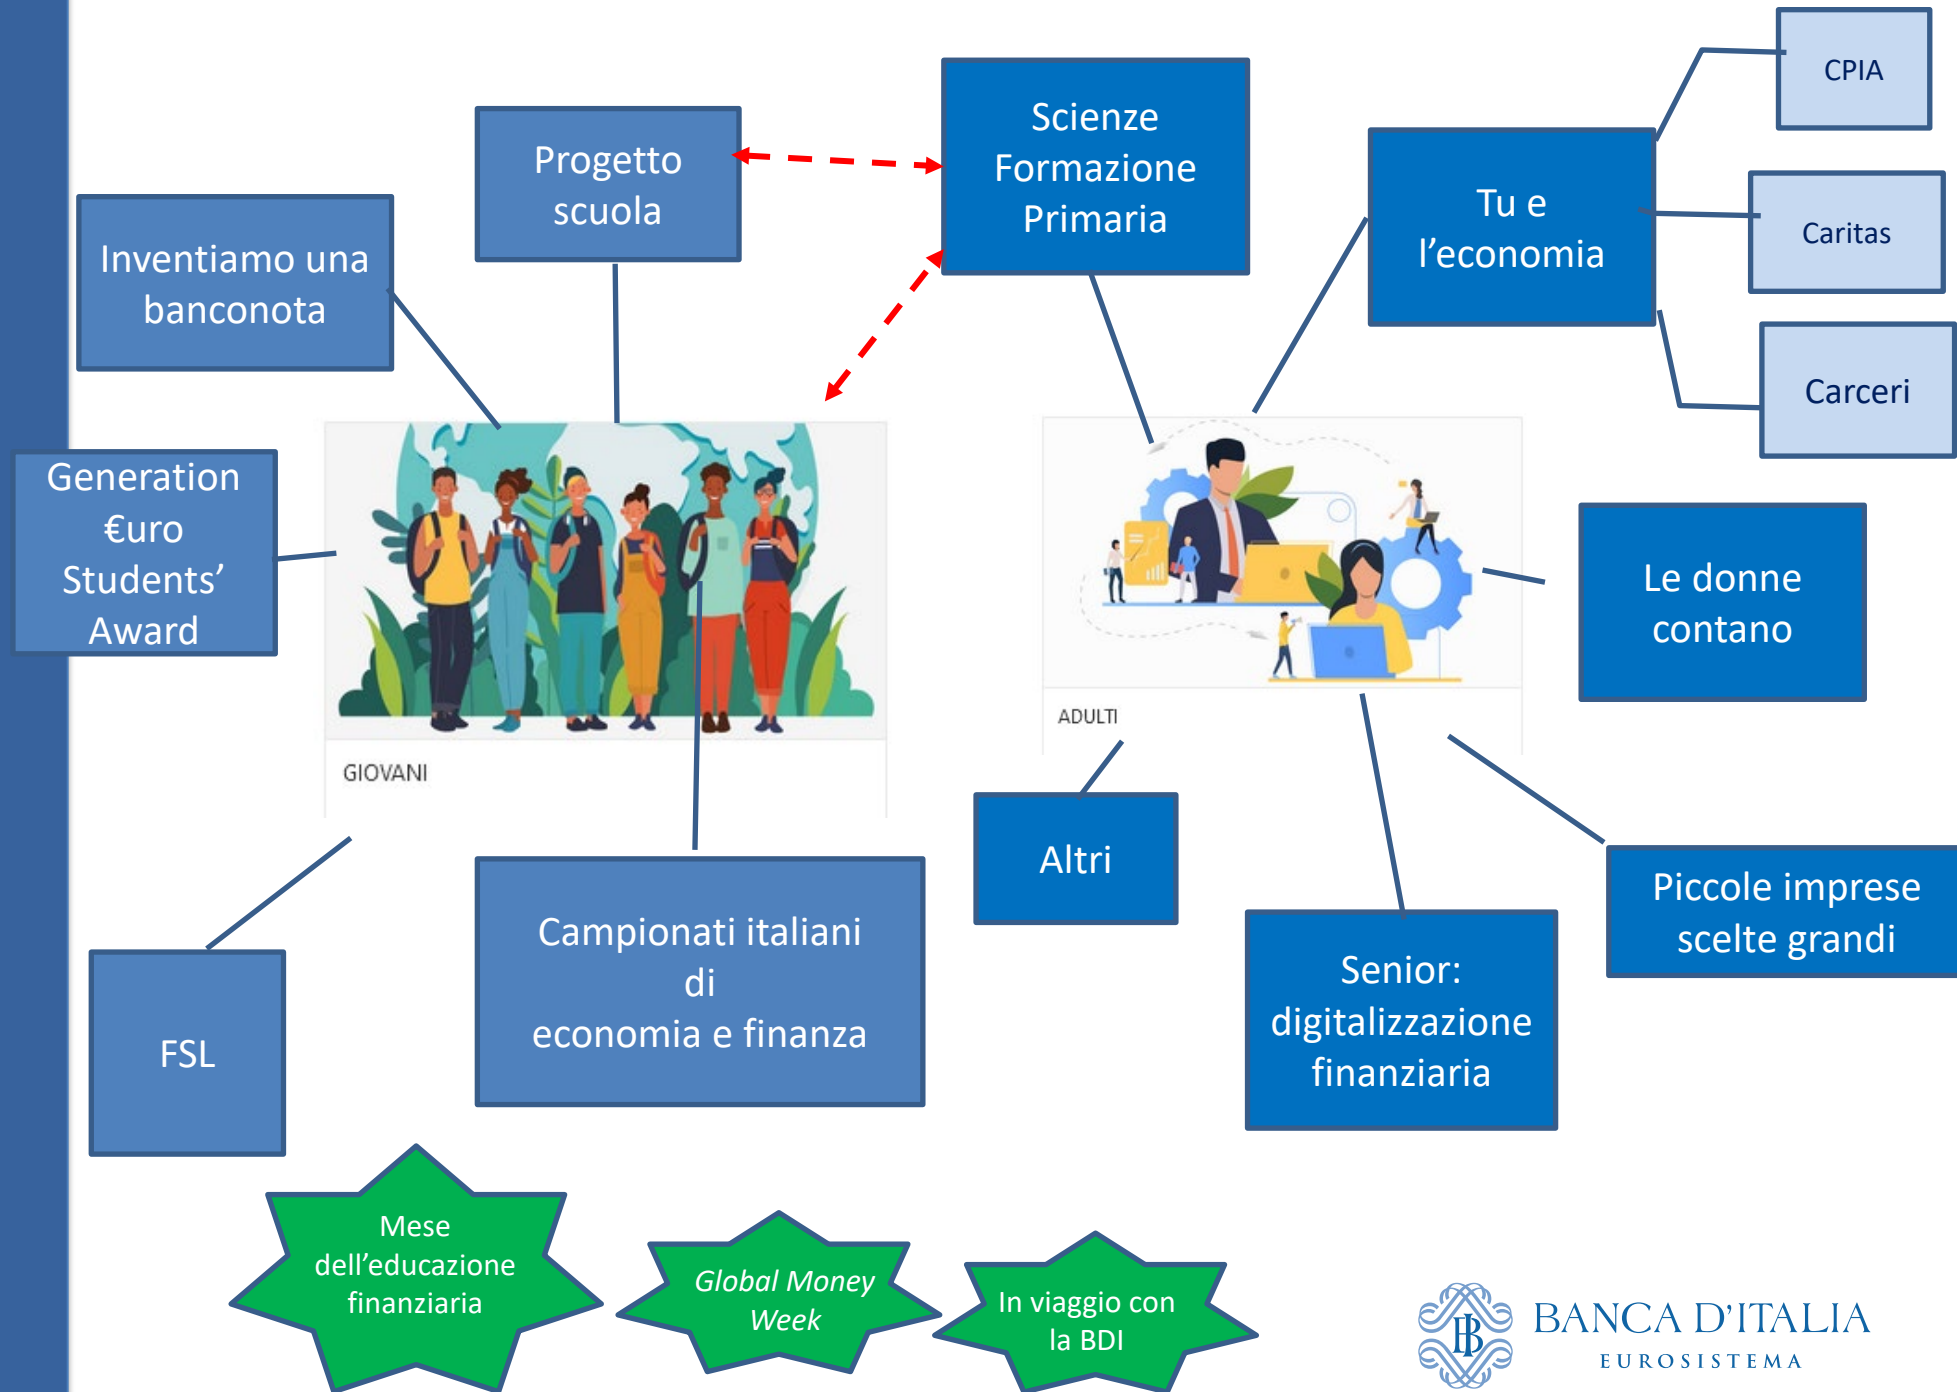 CPIA
Scienze
Formazione
Primaria
Progetto
scuola
Tu e
l’economia
Caritas
Inventiamo una
banconota
Carceri
Generation
€uro
Students’
Award
Le donne
contano
ADULTI
GIOVANI
Altri
Piccole imprese
scelte grandi
Campionati italiani
di
economia e finanza
Senior:
digitalizzazione
finanziaria
FSL
Mese
dell’educazione
finanziaria
Global Money
Week
In viaggio con
la BDI
BANCA D'ITALIA
EUROSISTEMA